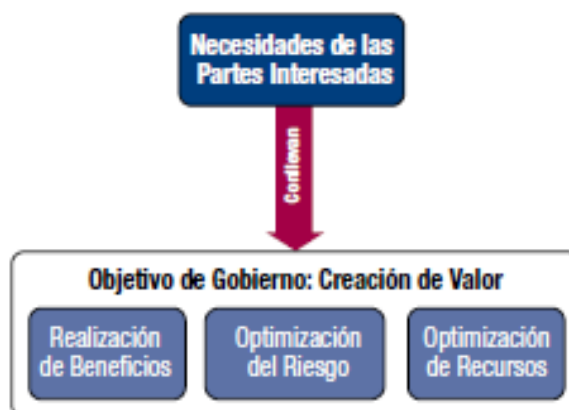 Necesidades de las
Partes Interesadas
Conllevan
Objetivo de Gobierno: Creación de Valor
Realización
de Beneficios
Optimización
del Riesgo
Optimización
de Recursos